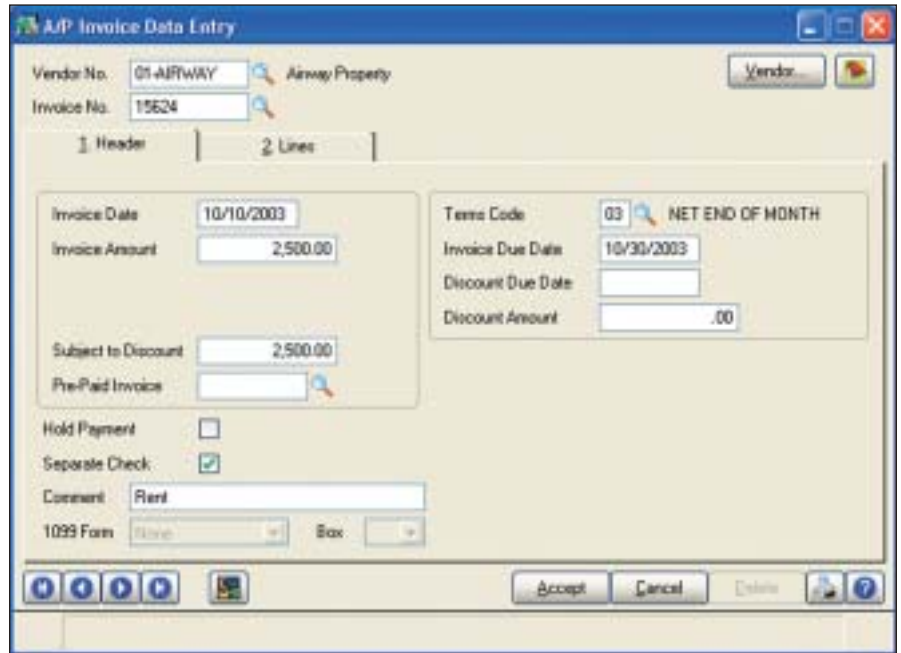 A/P Invoice Data Entry
Vendor No. 01-AIRWAY Airway Property Vendor...
Invoice No. 15624
1. Header 2. Lines
Invoice Date 10/10/2003 Terms Code 03 NET END OF MONTH
Invoice Amount 2,500.00 Invoice Due Date 10/30/2003
Discount Due Date
Discount Amount .00
Subject to Discount 2,500.00
Pre-Paid Invoice
Hold Payment
Separate Check
Comment Rent
1099 Form None Box
Accept Cancel Delete